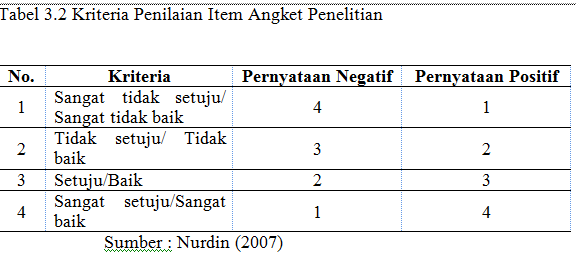 Tabel 3.2 Kriteria Penilaian Item Angket Penelitian
No. Kriteria Pernyataan Negatif Pernyataan Positif
1 Sangat tidak setuju/ 4 1
Sangat tidak baik
2 Tidak setuju/ Tidak 3 2
baik
3 Setuju/Baik 2 3
4 Sangat setuju/Sangat 1 4
baik
Sumber : Nurdin (2007)